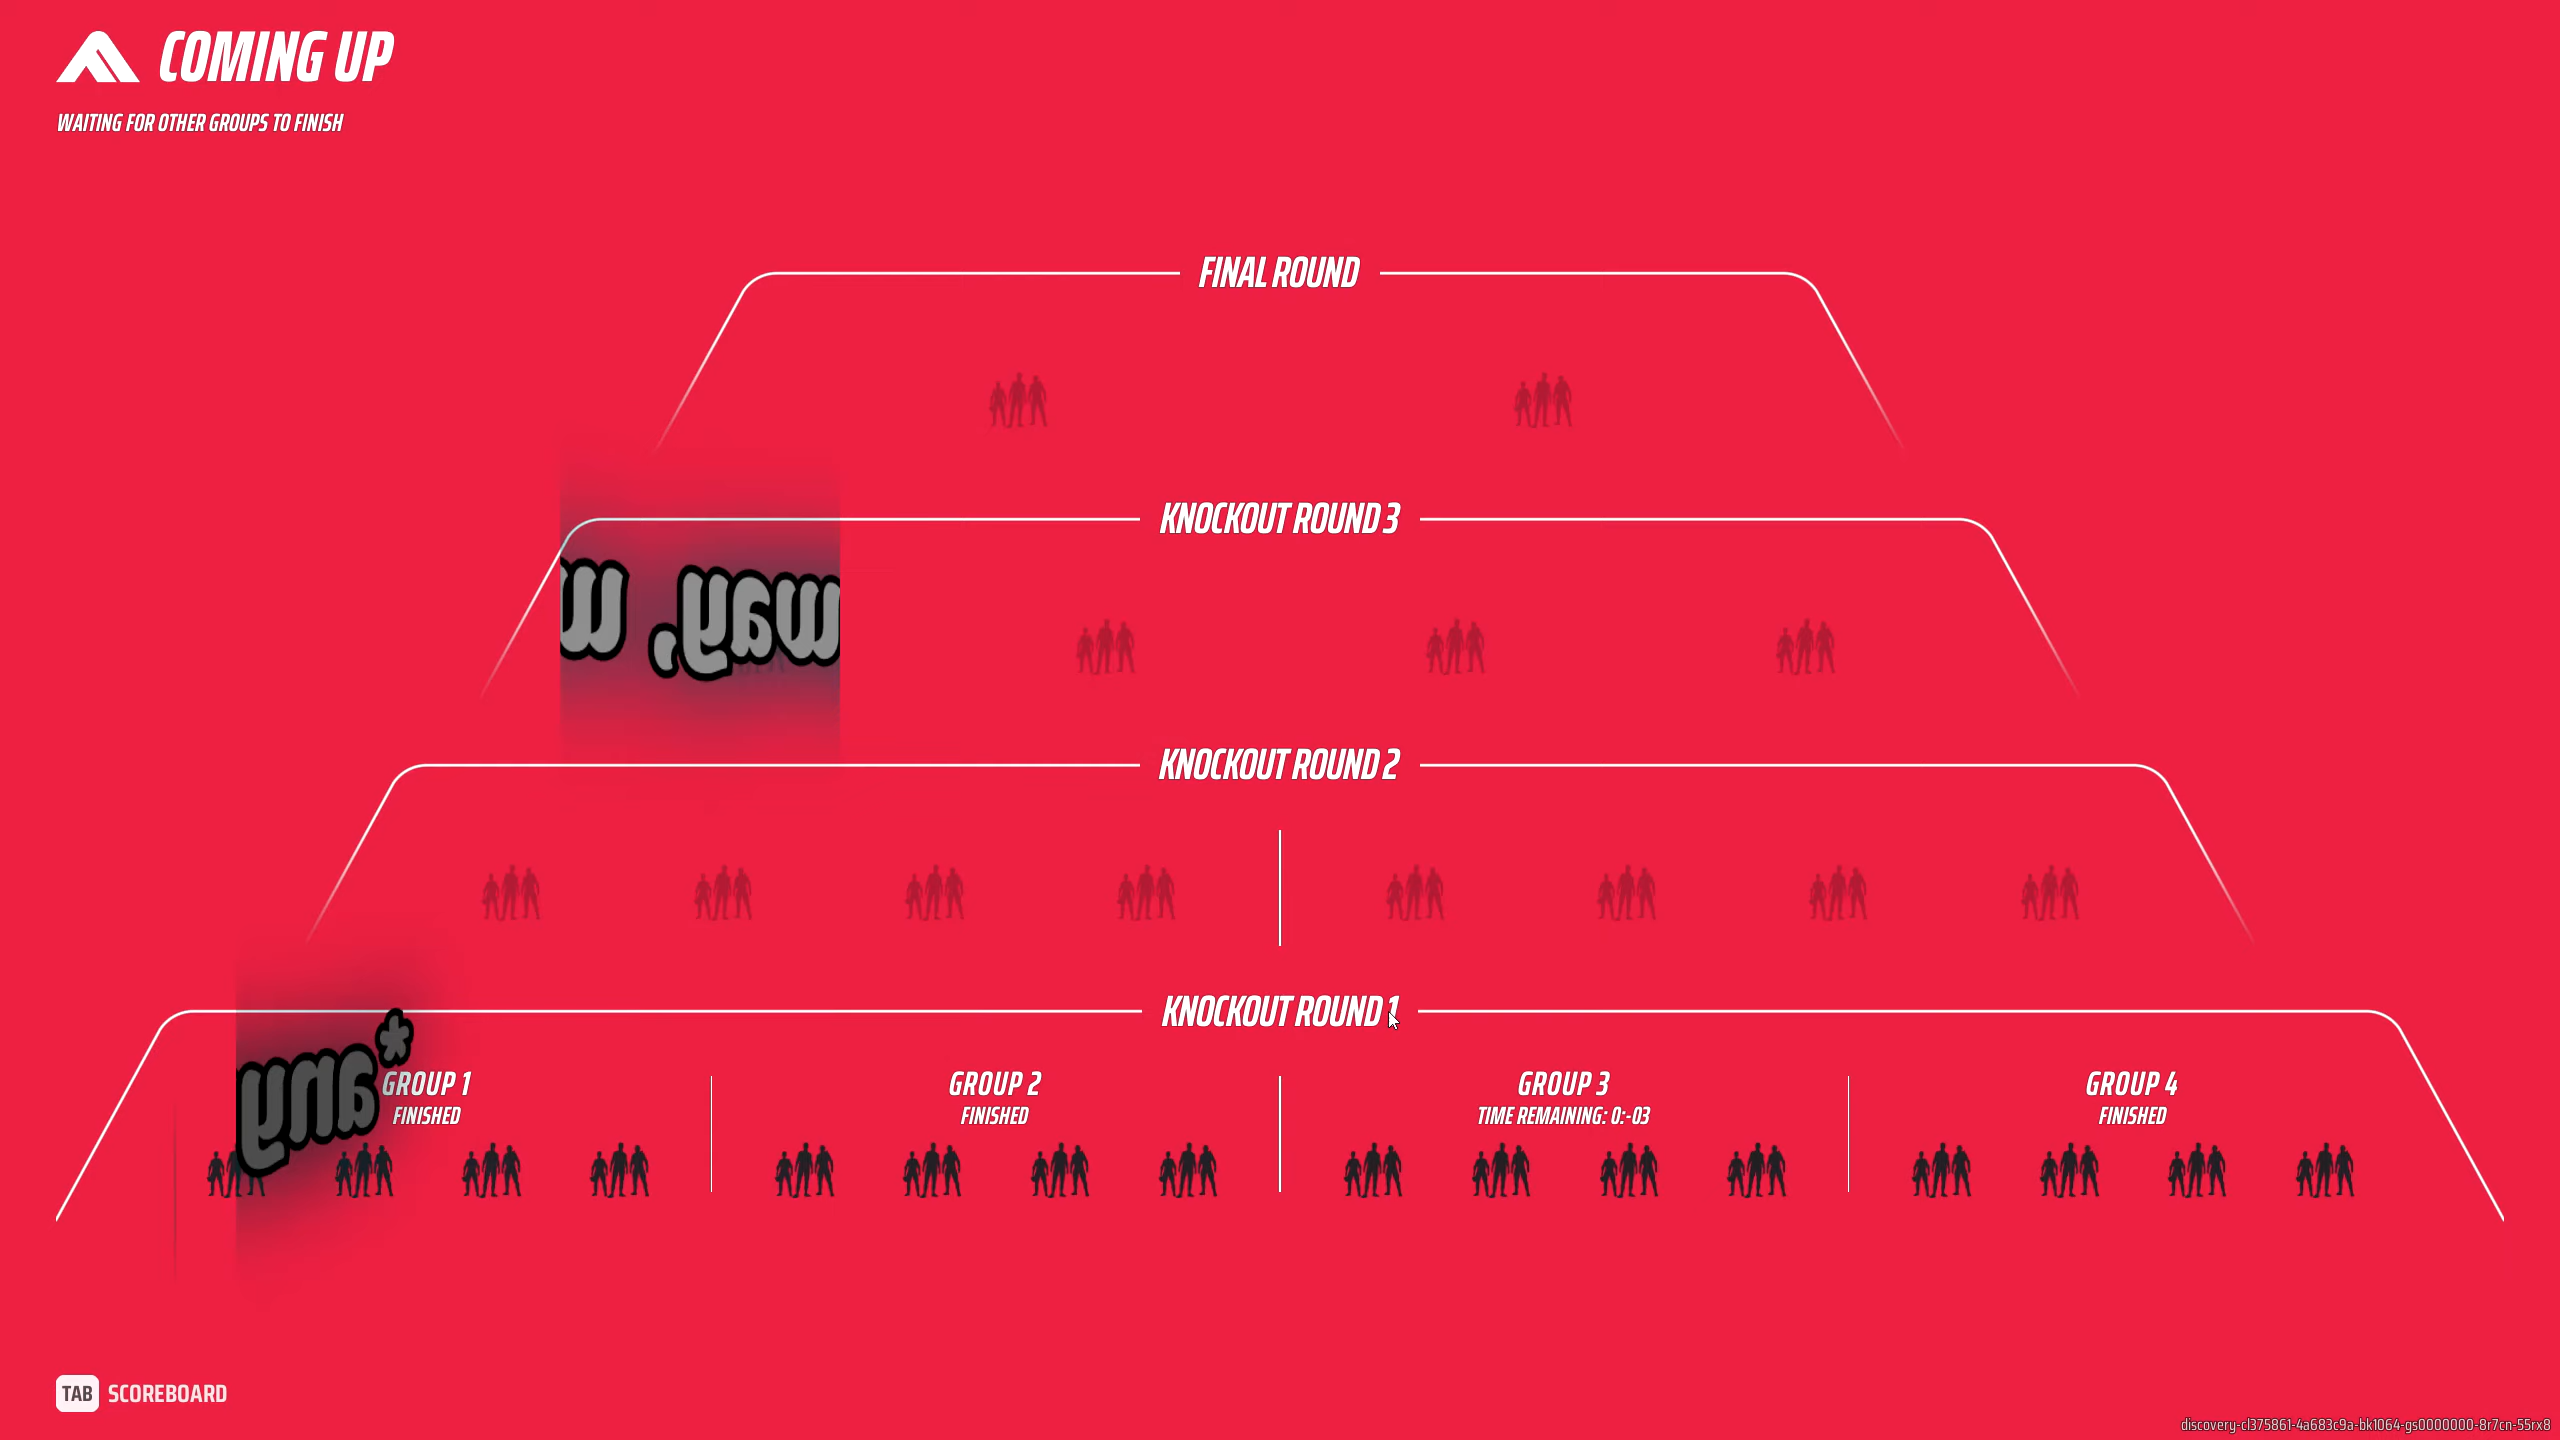 COMING UP
WAITING FOR OTHER GROUPS TO FINISH
FINAL ROUND
KNOCKOUT ROUND 3
way,
KNOCKOUT ROUND 2
KNOCKOUT ROUND 1
any*
GROUP 1
FINISHED
GROUP 2
FINISHED
GROUP 3
TIME REMAINING: 0:-03
GROUP 4
FINISHED
TAB SCOREBOARD
discovery-cl375861-4a683c9a-bk1064-gs0000000-8r7cn-55rx8